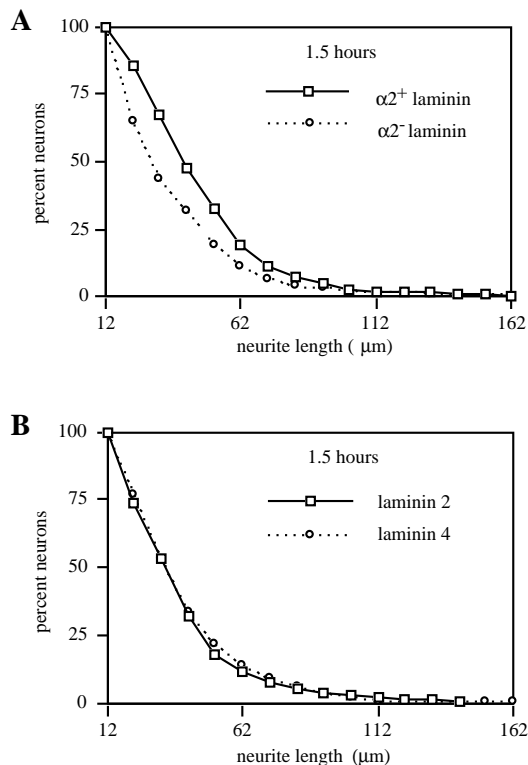 A
100
75
50
25
0
percent neurons
1.5 hours
α2+ laminin
α2- laminin
12
62
112
162
neurite length ( μm)
B
100
75
50
25
0
percent neurons
1.5 hours
laminin 2
laminin 4
12
62
112
162
neurite length (μm)